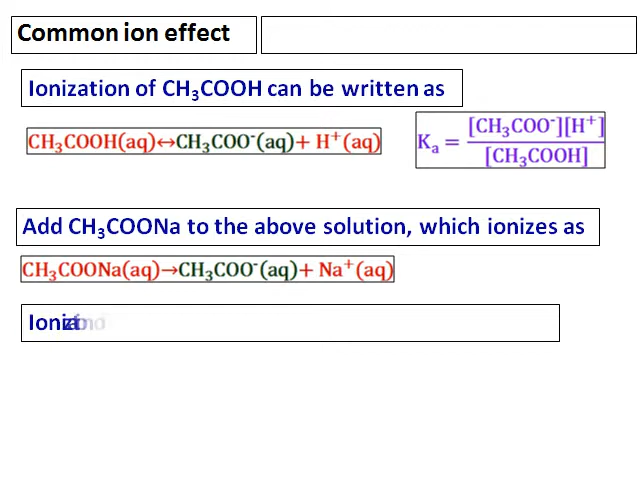 Common ion effect
Ionization of CH₃COOH can be written as
CH₃COOH(aq)↔CH₃COO⁻(aq)+ H⁺(aq)
Kₐ = [CH₃COO⁻][H⁺] / [CH₃COOH]
Add CH₃COONa to the above solution, which ionizes as
CH₃COONa(aq)→CH₃COO⁻(aq)+ Na⁺(aq)